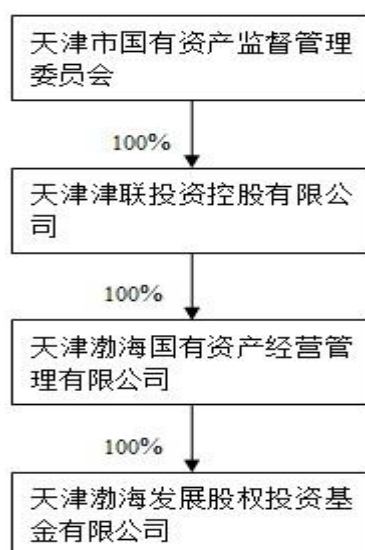 天津市国有资产监督管理
委员会
100%
天津津联投资控股有限公
司
100%
天津渤海国有资产经营管
理有限公司
100%
天津渤海发展股权投资基
金有限公司